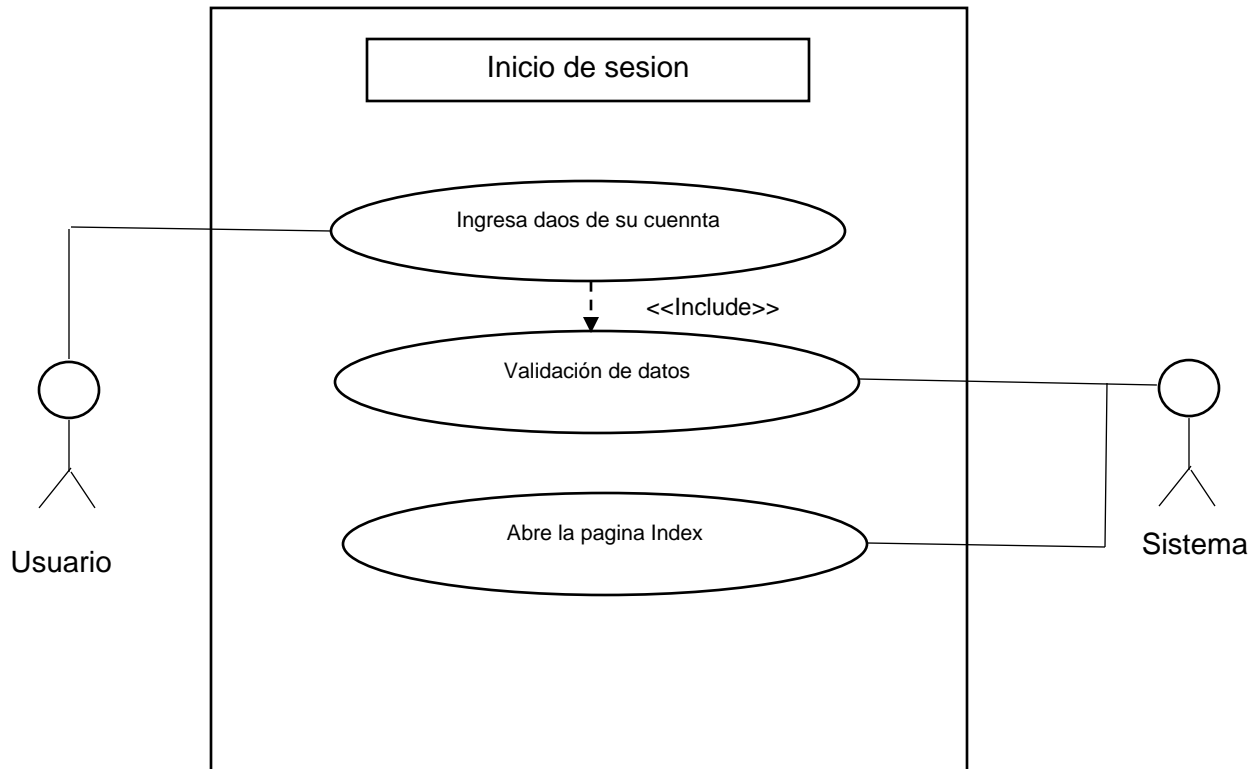 Inicio de sesion
Ingresa daos de su cuennta
<<Include>>
Validación de datos
Abre la pagina Index
Usuario
Sistema